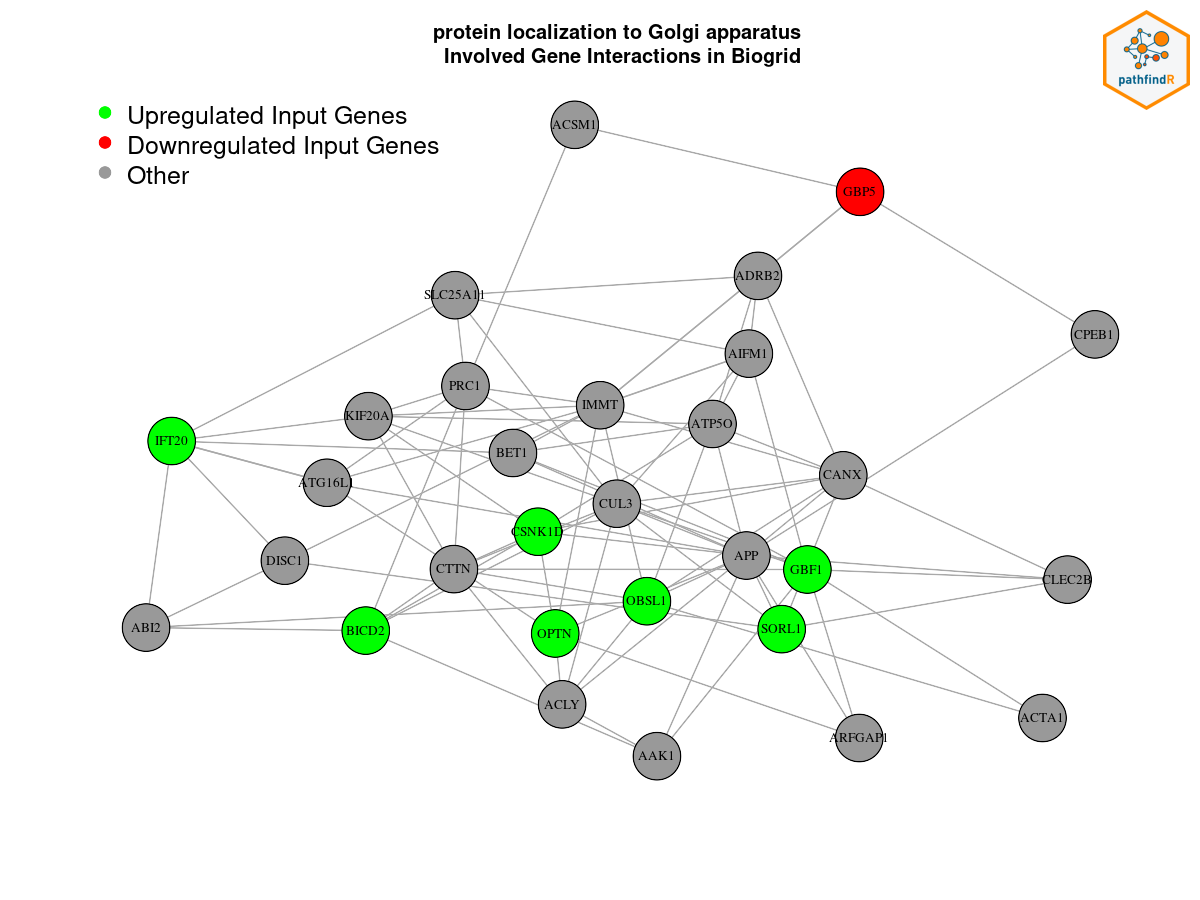 protein localization to Golgi apparatus
Involved Gene Interactions in Biogrid
pathfindR
Upregulated Input Genes
Downregulated Input Genes
Other
ACSM1
GBP5
ADRB2
SLC25A11
CPEB1
AIFM1
PRC1
IMMT
KIF20A
ATP5O
IFT20
BET1
CANX
ATG16L1
CUL3
CSNK1D
APP
DISC1
CTTN
GBF1
CLEC2B
OBSL1
ABI2
BICD2
OPTN
SORL1
ACLY
ACTA1
ARFGAP1
AAK1